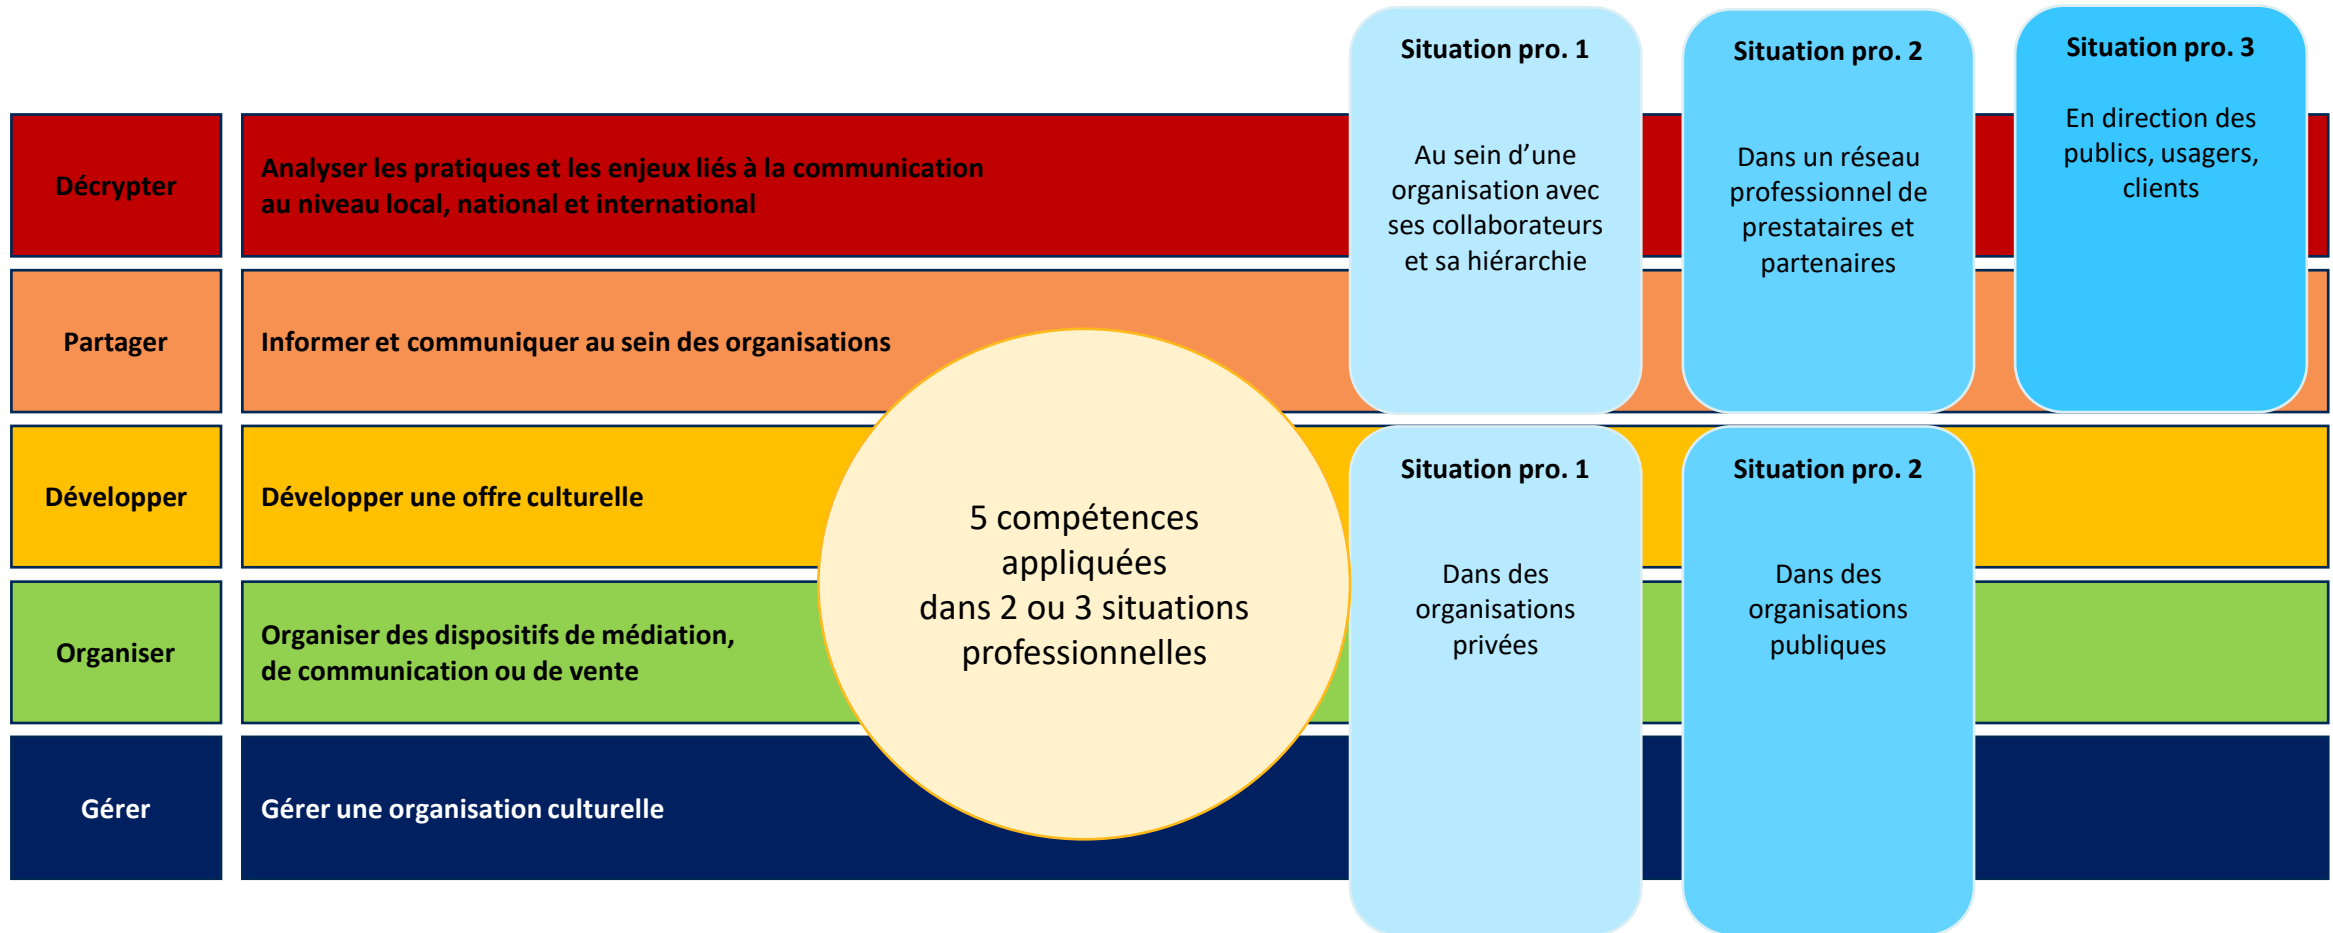 Situation pro. 1
Au sein d’une
organisation avec
ses collaborateurs
et sa hiérarchie
Situation pro. 2
Dans un réseau
professionnel de
prestataires et
partenaires
Situation pro. 3
En direction des
publics, usagers,
clients
Décrypter
Analyser les pratiques et les enjeux liés à la communication
au niveau local, national et international
Partager
Informer et communiquer au sein des organisations
Développer
Développer une offre culturelle
Organiser
Organiser des dispositifs de médiation,
de communication ou de vente
Gérer
Gérer une organisation culturelle
5 compétences
appliquées
dans 2 ou 3 situations
professionnelles
Situation pro. 1
Dans des
organisations
privées
Situation pro. 2
Dans des
organisations
publiques